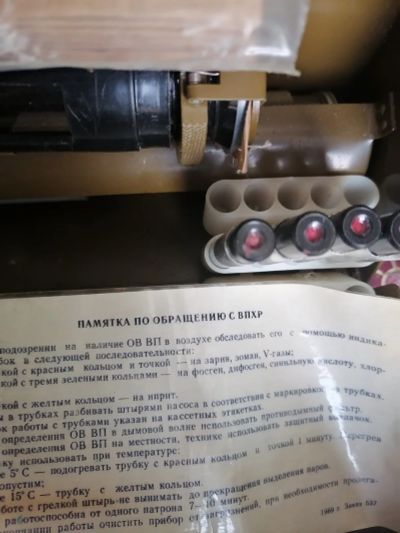 ПАМЯТКА ПО ОБРАЩЕНИЮ С ВПХР
подозрении на наличие ОВ ВП в воздухе обследовать его с помощью индика-
бок в следующей последовательности:
кой с красным кольцом и точкой — на зарин, зоман, V-газы;
кой с тремя зелеными кольцами — на фосген, дифосген, синильную кислоту, хлор-
кой с желтым кольцом — на иприт.
ы в трубках разбивать штырями насоса в соответствии с маркировкой на трубках.
ок работы с трубками указан на кассетных этикетках.
определения ОВ ВП в дымовой волне использовать противодымный фильтр.
определения ОВ ВП на местности, технике использовать защитный
ку использовать при температуре:
е 5° С — подогревать трубку с красным кольцом и точкой 1 минуту.
опустим;
е 15° С — трубку с желтым кольцом.
боте с грелкой штырь не вынимать до прекращения выделения паров.
работоспособна от одного патрона 7—10 минут.
работы очистить прибор от загрязнений, при необходимости
1969 г. Заказ